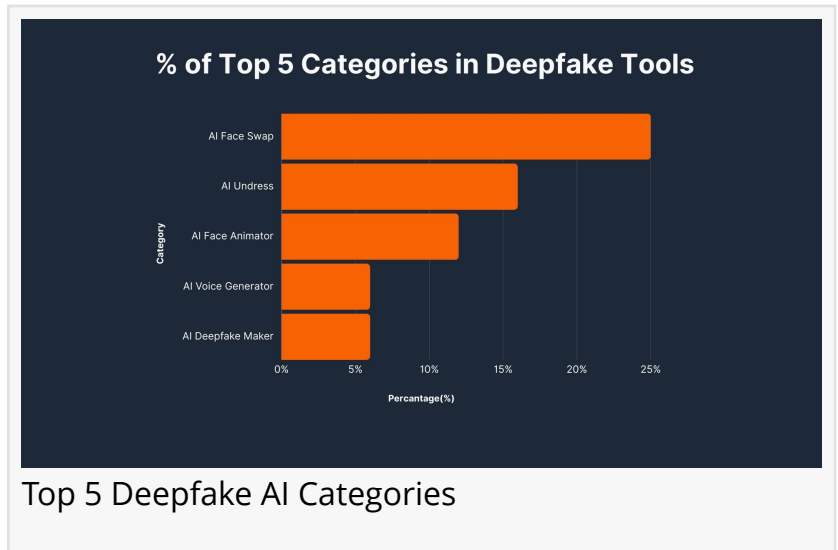 % of Top 5 Categories in Deepfake Tools
Category
AI Face Swap
AI Undress
AI Face Animator
AI Voice Generator
AI Deepfake Maker
0% 5% 10% 15% 20% 25%
Percantage(%)
Top 5 Deepfake AI Categories